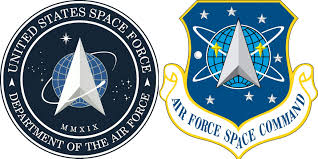 UNITED STATES SPACE FORCE
DEPARTMENT OF THE AIR FORCE
MMXIX
AIR FORCE SPACE COMMAND